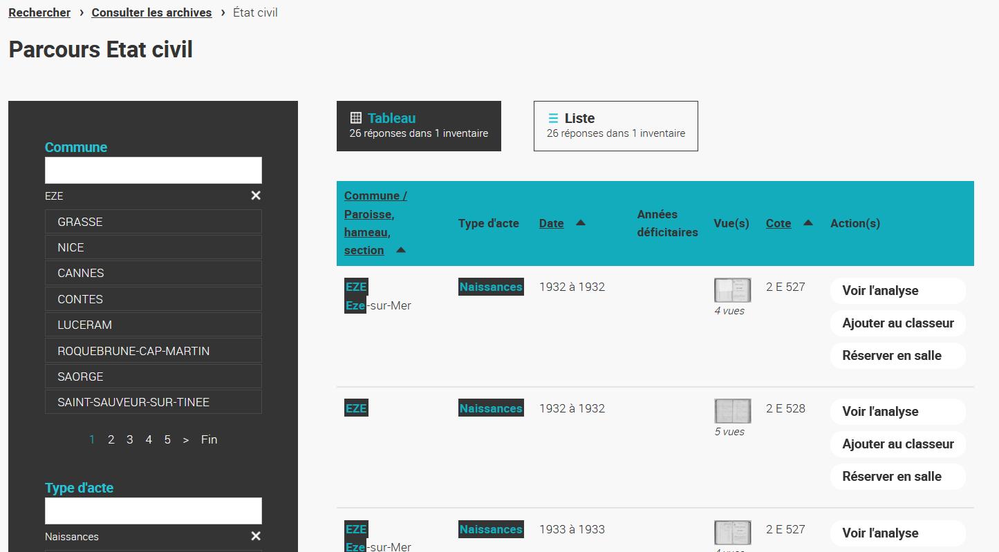 Rechercher › Consulter les archives › État civil
Parcours Etat civil
Commune
EZE
GRASSE
NICE
CANNES
CONTES
LUCERAM
ROQUEBRUNE-CAP-MARTIN
SAORGE
SAINT-SAUVEUR-SUR-TINEE
1 2 3 4 5 > Fin
Type d'acte
Naissances
Tableau
26 réponses dans 1 inventaire
Liste
26 réponses dans 1 inventaire
Commune /
Paroisse,
hameau,
section
Type d'acte
Date
Années
déficitaires
Vue(s)
Cote
Action(s)
EZE
Eze-sur-Mer
Naissances
1932 à 1932
4 vues
2 E 527
Voir l'analyse
Ajouter au classeur
Réserver en salle
EZE
Naissances
1932 à 1932
5 vues
2 E 528
Voir l'analyse
Ajouter au classeur
Réserver en salle
EZE
Eze-sur-Mer
Naissances
1933 à 1933
2 E 527
Voir l'analyse